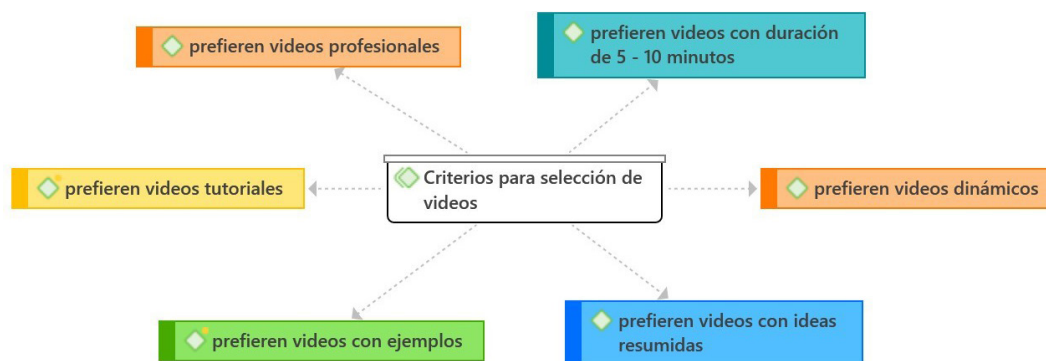 prefieren videos profesionales
prefieren videos con duración
de 5 - 10 minutos
prefieren videos tutoriales
Criterios para selección de
videos
prefieren videos dinámicos
prefieren videos con ejemplos
prefieren videos con ideas
resumidas